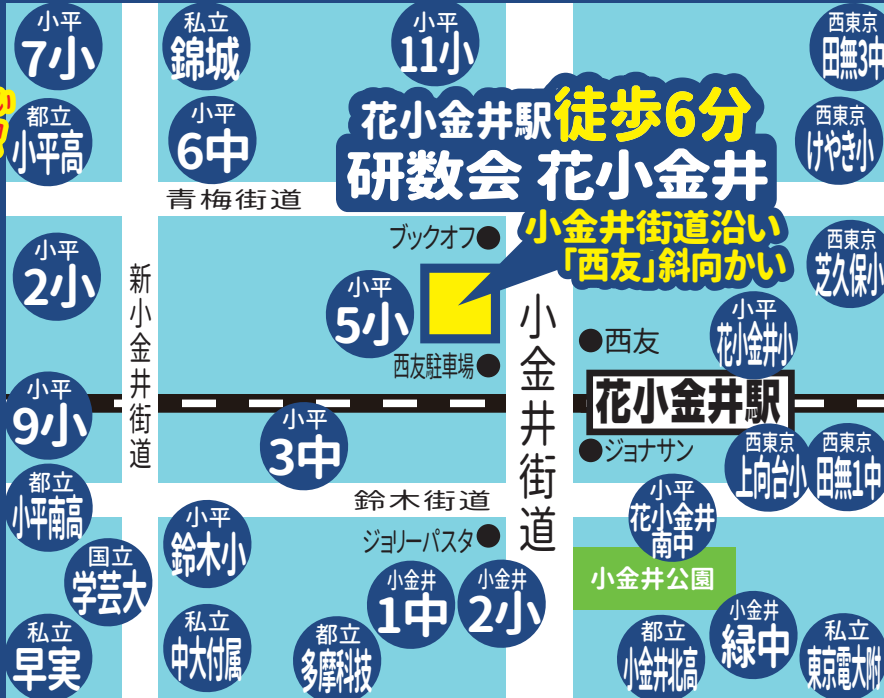 小平
7小
私立
錦城
小平
11小
西東京
田無3中
い
都立
小平高
小平
6中
花小金井駅徒歩6分
研数会 花小金井
小金井街道沿い
「西友」斜向かい
西東京
けやき小
青梅街道
小平
2小
新小金井街道
ブックオフ
小平
5小
西友駐車場
小金井街道
西友
小平
花小金井小
西東京
芝久保小
花小金井駅
小平
9小
小平
3中
ジョナサン
西東京
上向台小
西東京
田無1中
都立
小平南高
鈴木街道
小平
花小金井
南中
国立
学芸大
小平
鈴木小
ジョリーパスタ
小金井公園
小金井
1中
小金井
2小
私立
早実
私立
中大付属
都立
多摩科技
都立
小金井北高
小金井
緑中
私立
東京電大附